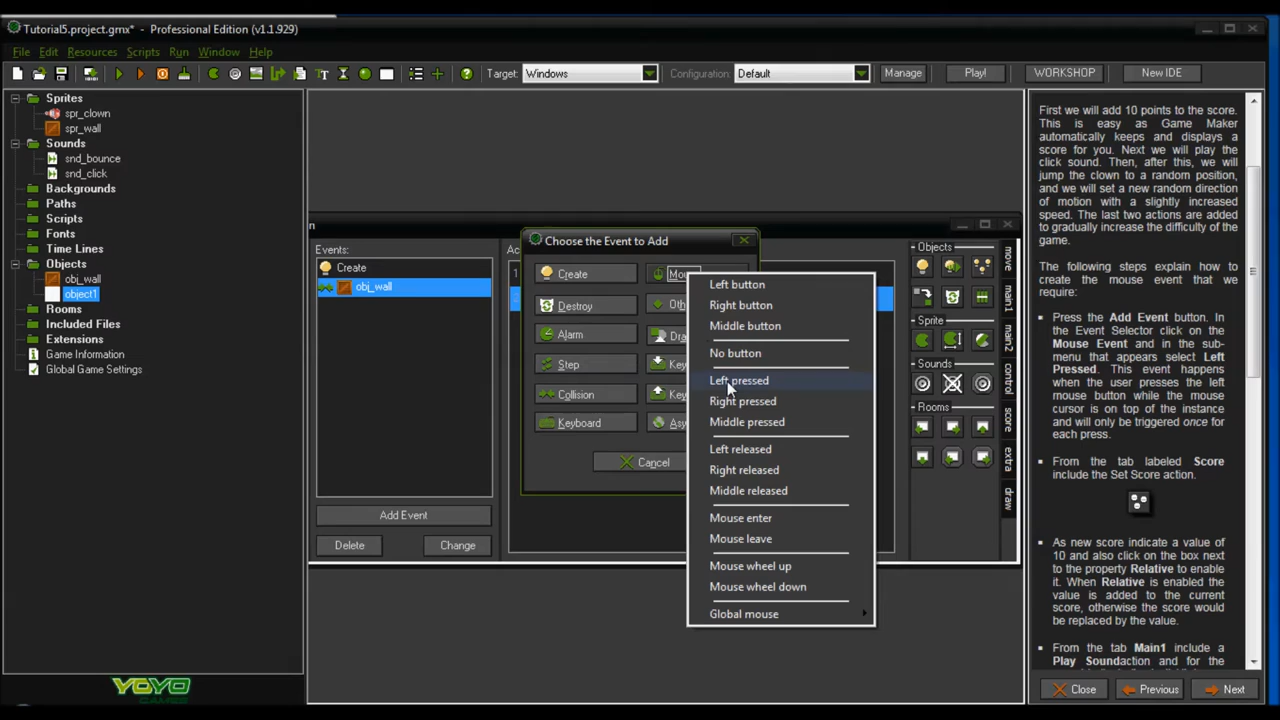 Tutorial5.project.gmx* - Professional Edition (v1.1.929)
File Edit Resources Scripts Run Window Help
Target: Windows Configuration: Default Manage Play! WORKSHOP New IDE
Sprites
spr_clown
spr_wall
Sounds
snd_bounce
snd_click
Backgrounds
Paths
Scripts
Fonts
Time Lines
Objects
obj_wall
object1
Rooms
Included Files
Extensions
Game Information
Global Game Settings
YOYO
GAMES
Events:
Create
obj_wall
Add Event
Delete Change
Choose the Event to Add
Create
Destroy
Alarm
Step
Collision
Keyboard
Cancel
Left button
Right button
Middle button
No button
Left pressed
Right pressed
Middle pressed
Left released
Right released
Middle released
Mouse enter
Mouse leave
Mouse wheel up
Mouse wheel down
Global mouse
Objects
Sprite
Sounds
Rooms
move
main1
main2
control
score
extra
draw
First we will add 10 points to the score.
This is easy as Game Maker
automatically keeps and displays a
score for you. Next we will play the
click sound. Then, after this, we will
jump the clown to a random position,
and we will set a new random direction
of motion with a slightly increased
speed. The last two actions are added
to gradually increase the difficulty of the
game.
The following steps explain how to
create the mouse event that we
require:
Press the Add Event button. In
the Event Selector click on the
Mouse Event and in the sub-
menu that appears select Left
Pressed. This event happens
when the user presses the left
mouse button while the mouse
cursor is on top of the instance
and will only be triggered once for
each press.
From the tab labeled Score
include the Set Score action.
As new score indicate a value of
10 and also click on the box next
to the property Relative to enable
it. When Relative is enabled the
value is added to the current
score, otherwise the score would
be replaced by the value.
From the tab Main1 include a
Play Soundaction and for the
Close Previous Next